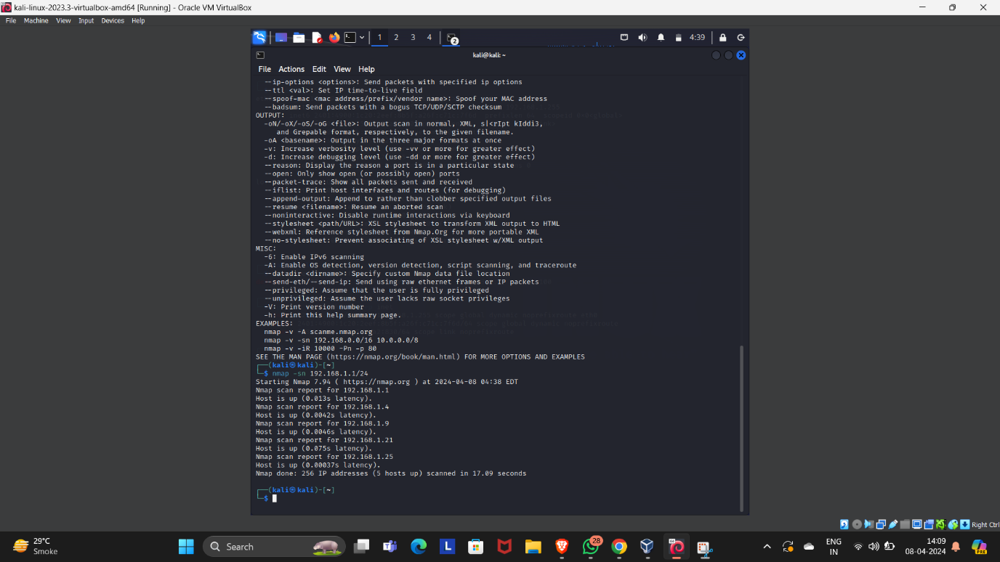 kali-linux-2023.3-virtualbox-amd64 [Running] - Oracle VM VirtualBox
File Machine View Input Devices Help
1 2 3 4 2 4:39
kali@kali: ~
File Actions Edit View Help
--ip-options <options>: Send packets with specified ip options
--ttl <val>: Set IP time-to-live field
--spoof-mac <mac address/prefix/vendor name>: Spoof your MAC address
--badsum: Send packets with a bogus TCP/UDP/SCTP checksum
OUTPUT:
-oN/-oX/-oS/-oG <file>: Output scan in normal, XML, s|<rIpt kIddi3,
and Grepable format, respectively, to the given filename.
-oA <basename>: Output in the three major formats at once
-v: Increase verbosity level (use -vv or more for greater effect)
-d: Increase debugging level (use -dd or more for greater effect)
--reason: Display the reason a port is in a particular state
--open: Only show open (or possibly open) ports
--packet-trace: Show all packets sent and received
--iflist: Print host interfaces and routes (for debugging)
--append-output: Append to rather than clobber specified output files
--resume <filename>: Resume an aborted scan
--noninteractive: Disable runtime interactions via keyboard
--stylesheet <path/URL>: XSL stylesheet to transform XML output to HTML
--webxml: Reference stylesheet from Nmap.Org for more portable XML
--no-stylesheet: Prevent associating of XSL stylesheet w/XML output
MISC:
-6: Enable IPv6 scanning
-A: Enable OS detection, version detection, script scanning, and traceroute
--datadir <dirname>: Specify custom Nmap data file location
--send-eth/--send-ip: Send using raw ethernet frames or IP packets
--privileged: Assume that the user is fully privileged
--unprivileged: Assume the user lacks raw socket privileges
-V: Print version number
-h: Print this help summary page.
EXAMPLES:
nmap -v -A scanme.nmap.org
nmap -v -sn 192.168.0.0/16 10.0.0.0/8
nmap -v -iR 10000 -Pn -p 80
SEE THE MAN PAGE (https://nmap.org/book/man.html) FOR MORE OPTIONS AND EXAMPLES
┌──(kali㉿kali)-[~]
└─$ nmap -sn 192.168.1.1/24
Starting Nmap 7.94 ( https://nmap.org ) at 2024-04-08 04:38 EDT
Nmap scan report for 192.168.1.1
Host is up (0.013s latency).
Nmap scan report for 192.168.1.4
Host is up (0.0042s latency).
Nmap scan report for 192.168.1.9
Host is up (0.0046s latency).
Nmap scan report for 192.168.1.21
Host is up (0.075s latency).
Nmap scan report for 192.168.1.25
Host is up (0.00037s latency).
Nmap done: 256 IP addresses (5 hosts up) scanned in 17.09 seconds
┌──(kali㉿kali)-[~]
└─$
Right Ctrl
29°C
Smoke
Search
28
ENG
IN
14:09
08-04-2024
PRE